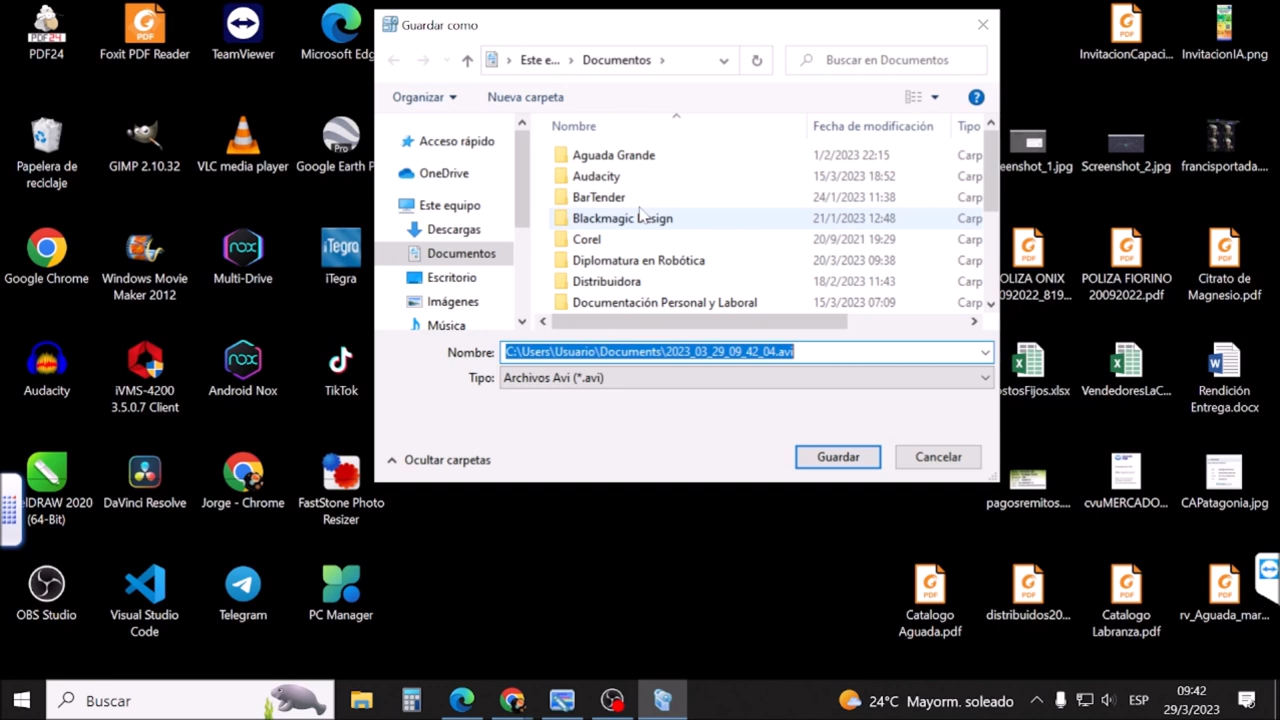 PDF24
Foxit PDF Reader
TeamViewer
Microsoft Edg
Papelera de
reciclaje
GIMP 2.10.32
VLC media player
Google Earth P
Google Chrome
Windows Movie
Maker 2012
Multi-Drive
iTegra
Audacity
iVMS-4200
3.5.0.7 Client
Android Nox
TikTok
elDRAW 2020
(64-Bit)
DaVinci Resolve
Jorge - Chrome
FastStone Photo
Resizer
OBS Studio
Visual Studio
Code
Telegram
PC Manager
Guardar como
Este e...
Documentos
Buscar en Documentos
Organizar
Nueva carpeta
Acceso rápido
OneDrive
Este equipo
Descargas
Documentos
Escritorio
Imágenes
Música
Nombre
Fecha de modificación
Tipo
Aguada Grande 1/2/2023 22:15 Carp
Audacity 15/3/2023 18:52 Carp
BarTender 24/1/2023 11:38 Carp
Blackmagic Design 21/1/2023 12:48 Carp
Corel 20/9/2021 19:29 Carp
Diplomatura en Robótica 20/3/2023 09:38 Carp
Distribuidora 18/2/2023 11:43 Carp
Documentación Personal y Laboral 15/3/2023 07:09 Carp
Nombre: C:\Users\Usuario\Documents\2023_03_29_09_42_04.avi
Tipo: Archivos Avi (*.avi)
Ocultar carpetas
Guardar
Cancelar
InvitacionCapaci...
InvitacionIA.png
eenshot_1.jpg
Screenshot_2.jpg
francisportada....
POLIZA ONIX
092022_819...
POLIZA FIORINO
20092022.pdf
Citrato de
Magnesio.pdf
ostosFijos.xlsx
VendedoresLaC...
Rendición
Entrega.docx
pagosremitos....
cvuMERCADO...
CAPatagonia.jpg
Catalogo
Aguada.pdf
distribuidos20...
Catalogo
Labranza.pdf
rv_Aguada_mar...
Buscar
24°C Mayorm. soleado
ESP
09:42
29/3/2023